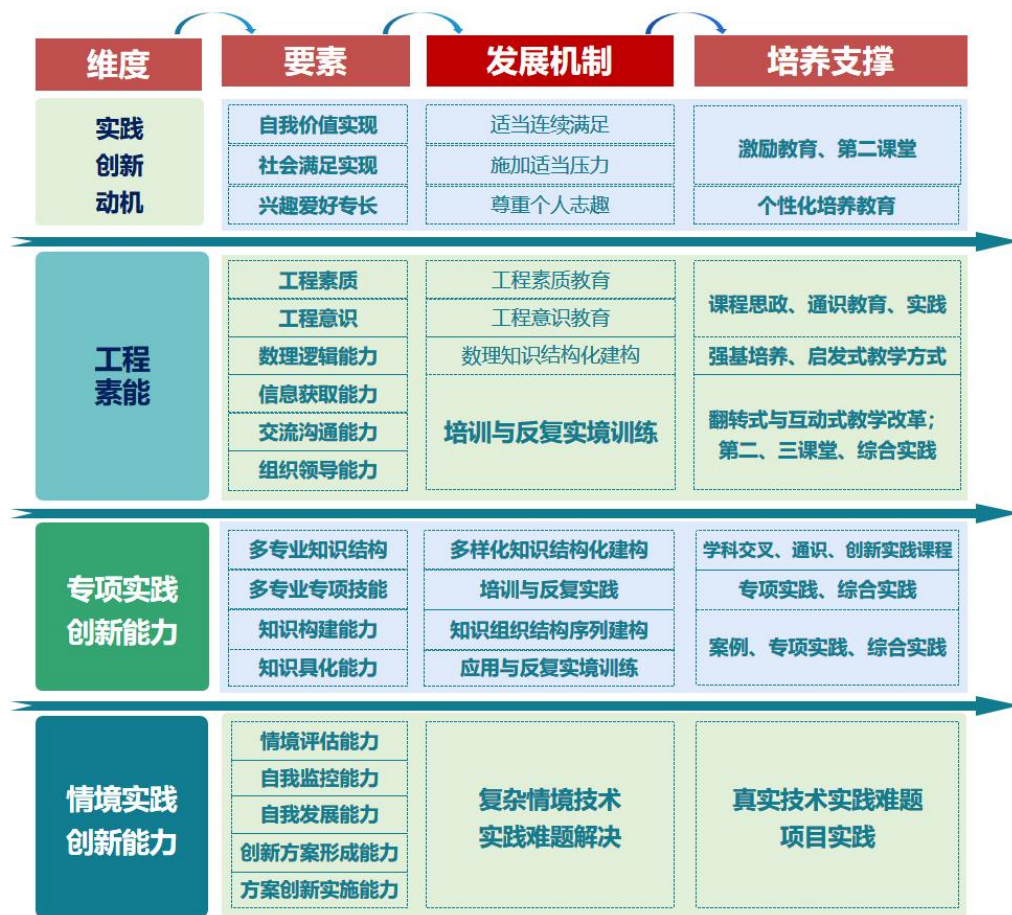 维度
要素
发展机制
培养支撑
实践
创新
动机
自我价值实现
适当连续满足
激励教育、第二课堂
社会满足实现
施加适当压力
兴趣爱好专长
尊重个人志趣
个性化培养教育
工程
素能
工程素质
工程素质教育
课程思政、通识教育、实践
工程意识
工程意识教育
数理逻辑能力
数理知识结构化建构
强基培养、启发式教学方式
信息获取能力
交流沟通能力
组织领导能力
培训与反复实境训练
翻转式与互动式教学改革；
第二、三课堂、综合实践
专项实践
创新能力
多专业知识结构
多样化知识结构化建构
学科交叉、通识、创新实践课程
多专业专项技能
培训与反复实践
专项实践、综合实践
知识构建能力
知识组织结构序列建构
案例、专项实践、综合实践
知识具化能力
应用与反复实境训练
情境实践
创新能力
情境评估能力
自我监控能力
自我发展能力
创新方案形成能力
方案创新实施能力
复杂情境技术
实践难题解决
真实技术实践难题
项目实践